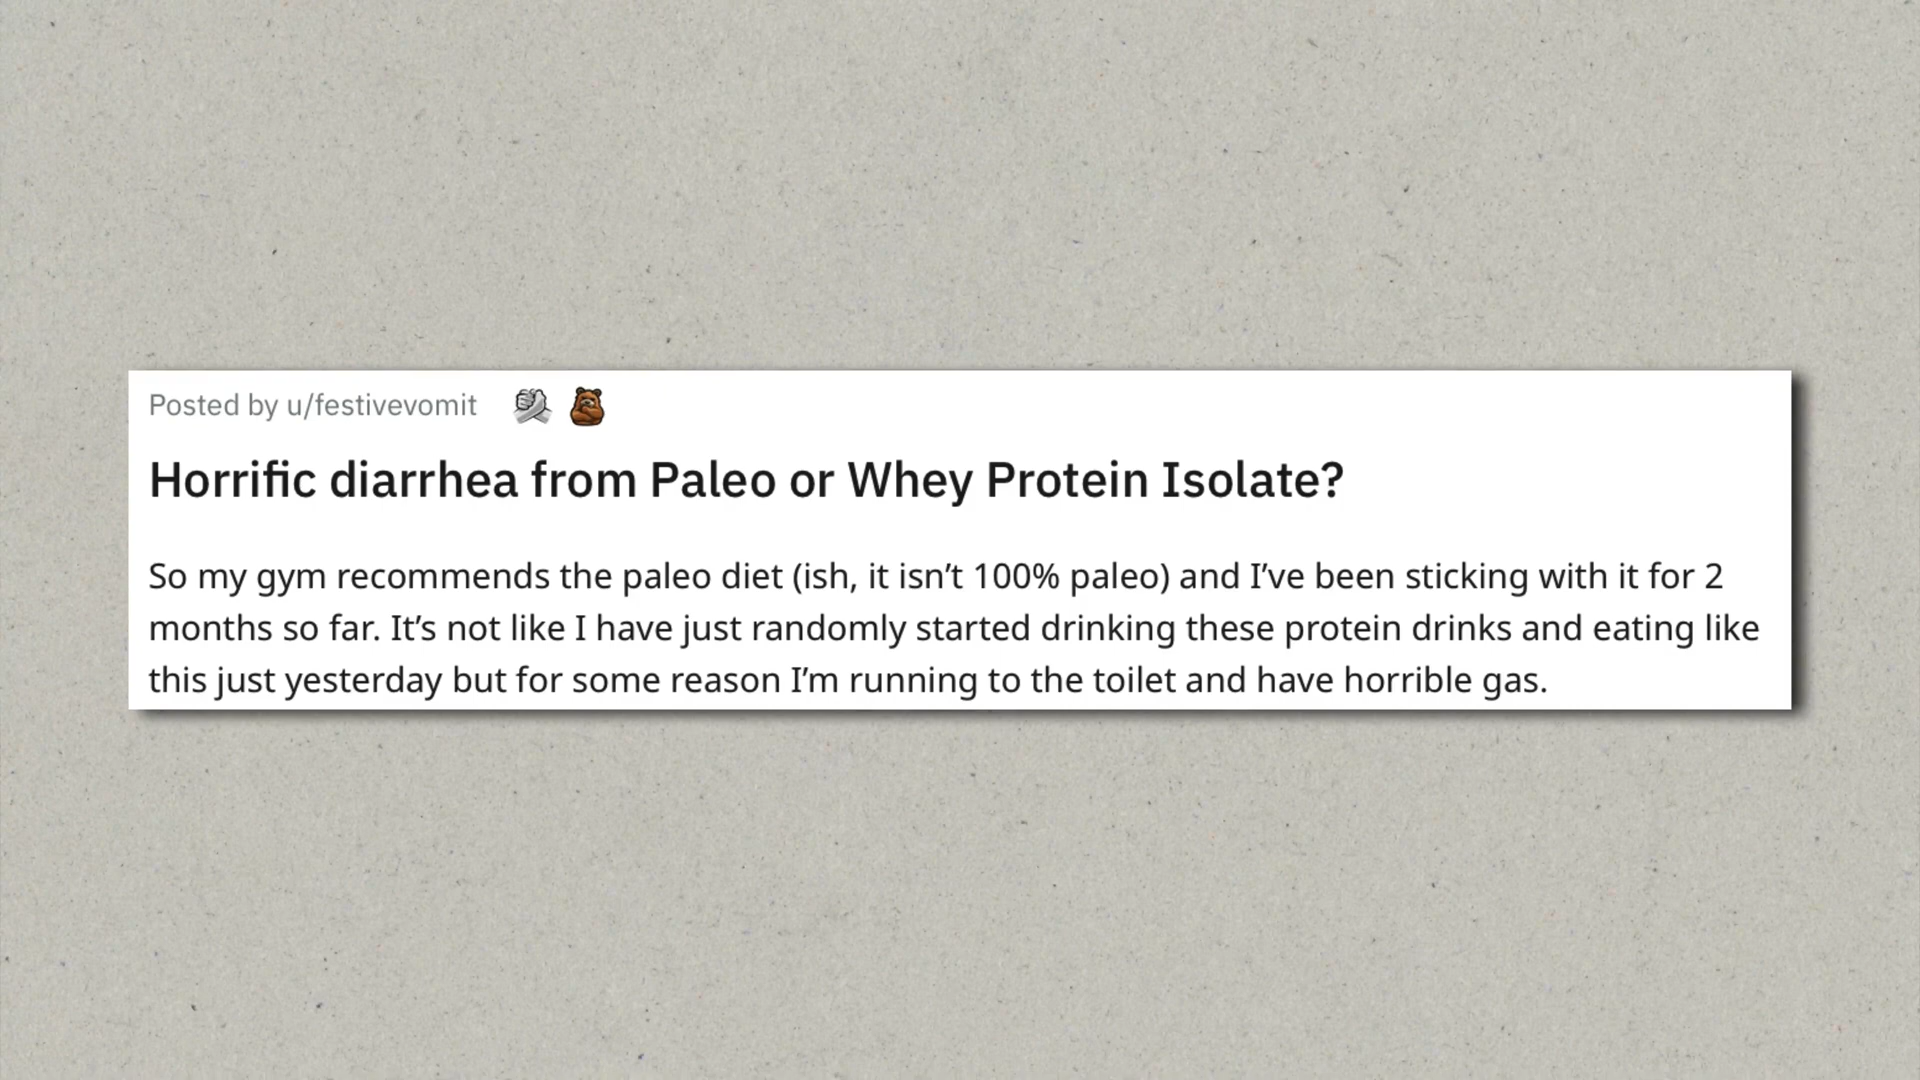 Posted by u/festivevomit
Horrific diarrhea from Paleo or Whey Protein Isolate?
So my gym recommends the paleo diet (ish, it isn’t 100% paleo) and I’ve been sticking with it for 2
months so far. It’s not like I have just randomly started drinking these protein drinks and eating like
this just yesterday but for some reason I’m running to the toilet and have horrible gas.